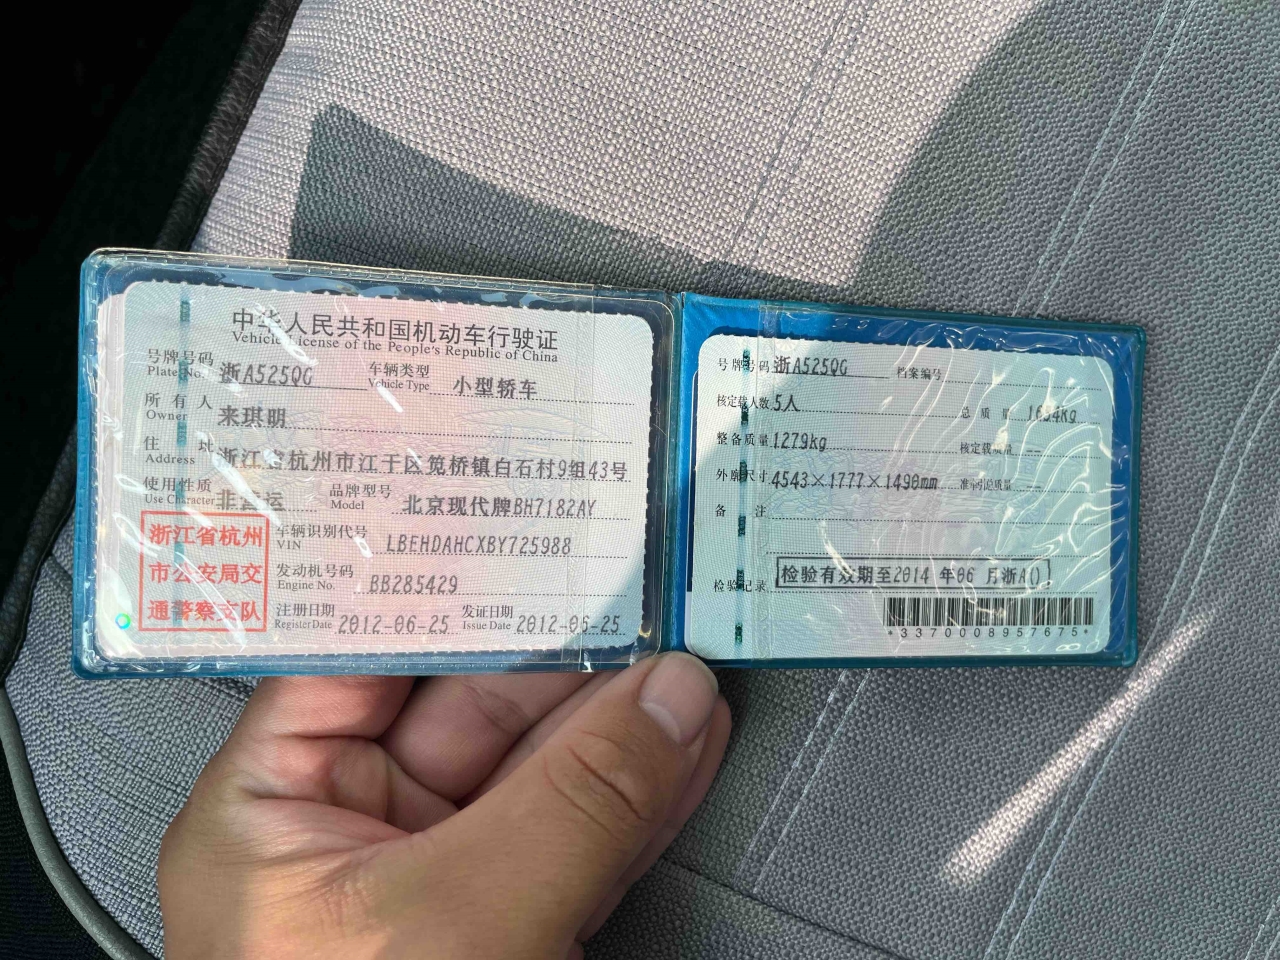 中华人民共和国机动车行驶证
Vehicle License of the People's Republic of China
号牌号码 浙A525QG 车辆类型 小型轿车
Plate No. Vehicle Type
所有人 来琪明
Owner
住址 浙江省杭州市江干区笕桥镇白石村9组43号
Address
使用性质 非营运 品牌型号 北京现代牌BH7182AY
Use Character Model
浙江省杭州
市公安局交
通警察支队
车辆识别代号 LBEHDAHCXBY725988
VIN
发动机号码 BB285429
Engine No.
注册日期 2012-06-25 发证日期 2012-06-25
Register Date Issue Date
号牌号码 浙A525QG 档案编号
核定载人数 5人 总质量
整备质量 1279kg 核定载质量 --
外廓尺寸 4543×1777×1490mm 准牵引总质量 --
备注
检验记录 检验有效期至2014 年06 月浙A()
*3370008957675*